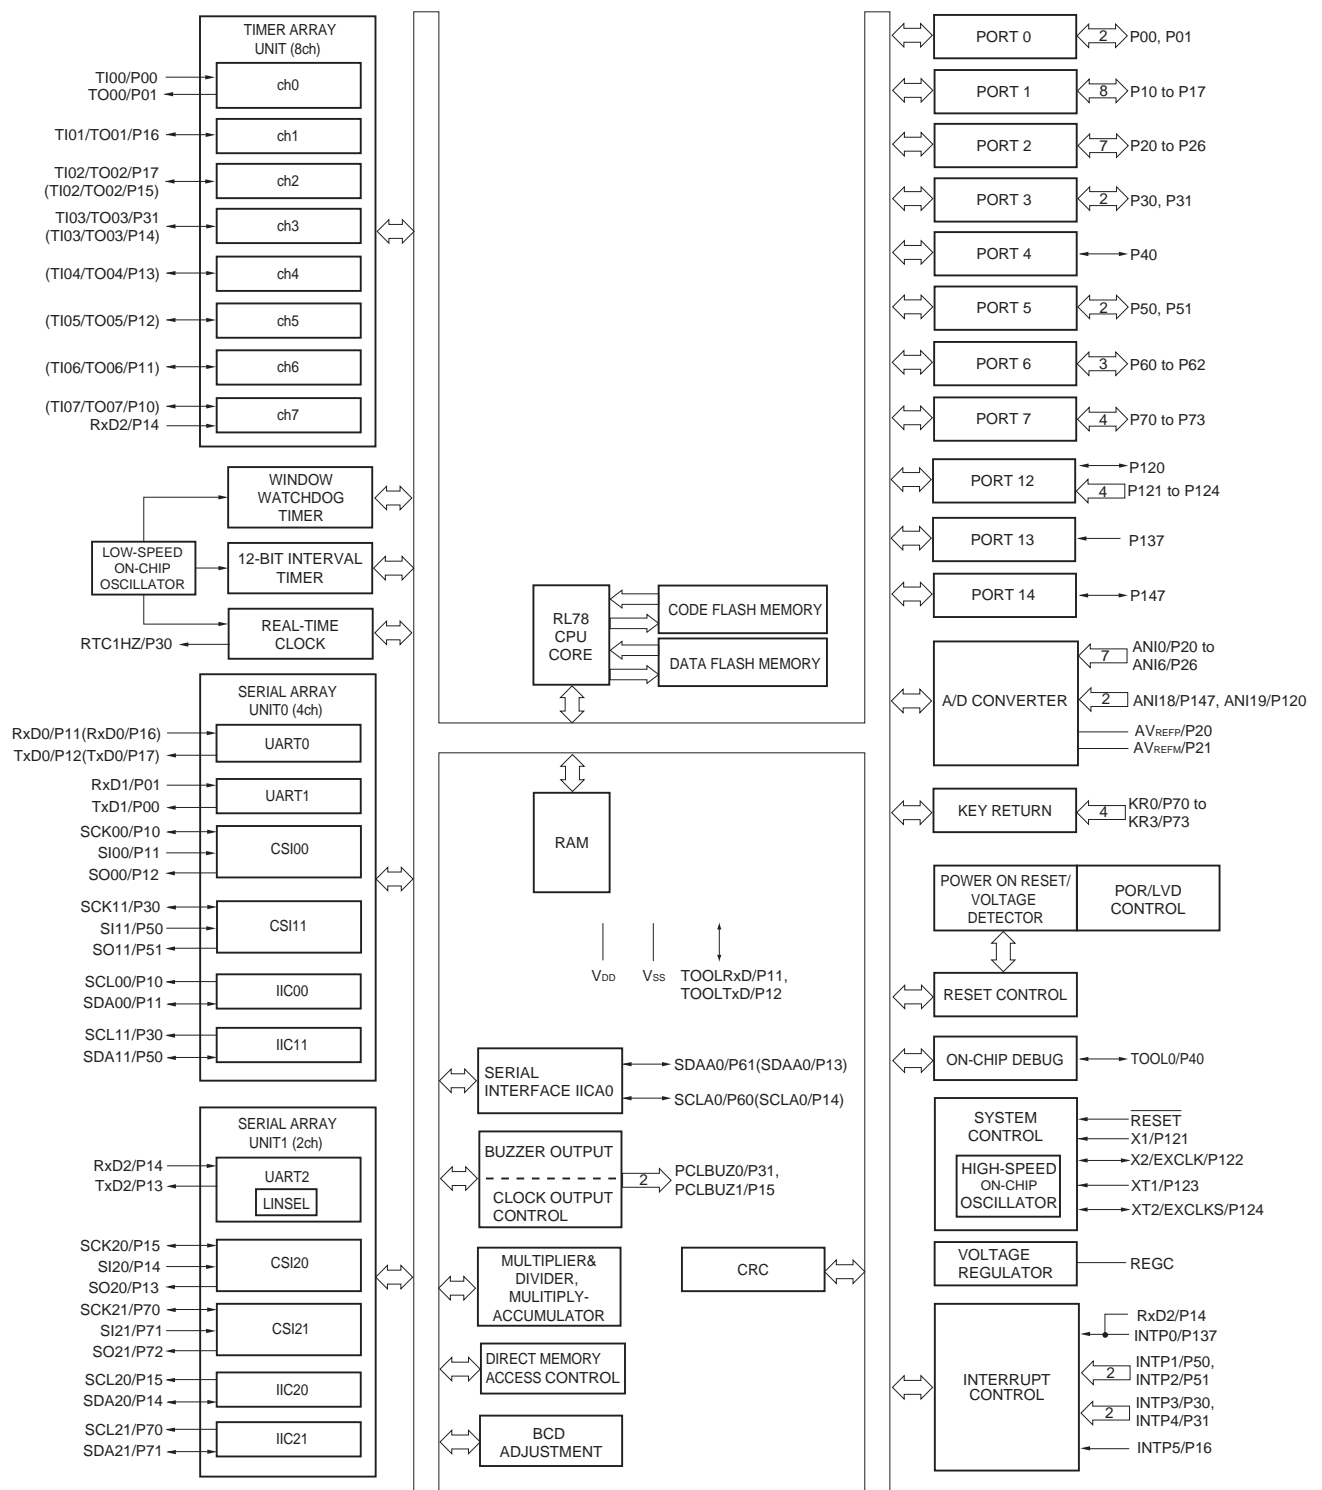 TIMER ARRAY
UNIT (8ch)
TI00/P00
TO00/P01
ch0
TI01/TO01/P16
ch1
TI02/TO02/P17
(TI02/TO02/P15)
ch2
TI03/TO03/P31
(TI03/TO03/P14)
ch3
(TI04/TO04/P13)
ch4
(TI05/TO05/P12)
ch5
(TI06/TO06/P11)
ch6
(TI07/TO07/P10)
RxD2/P14
ch7
WINDOW
WATCHDOG
TIMER
LOW-SPEED
ON-CHIP
OSCILLATOR
12-BIT INTERVAL
TIMER
REAL-TIME
CLOCK
RTC1HZ/P30
SERIAL ARRAY
UNIT0 (4ch)
RxD0/P11(RxD0/P16)
TxD0/P12(TxD0/P17)
UART0
RxD1/P01
TxD1/P00
UART1
SCK00/P10
SI00/P11
SO00/P12
CSI00
SCK11/P30
SI11/P50
SO11/P51
CSI11
SCL00/P10
SDA00/P11
IIC00
SCL11/P30
SDA11/P50
IIC11
SERIAL ARRAY
UNIT1 (2ch)
RxD2/P14
TxD2/P13
UART2
LINSEL
SCK20/P15
SI20/P14
SO20/P13
CSI20
SCK21/P70
SI21/P71
SO21/P72
CSI21
SCL20/P15
SDA20/P14
IIC20
SCL21/P70
SDA21/P71
IIC21
RL78
CPU
CORE
CODE FLASH MEMORY
DATA FLASH MEMORY
RAM
VDD
VSS
TOOLRxD/P11,
TOOLTxD/P12
SERIAL
INTERFACE IICA0
SDAA0/P61(SDAA0/P13)
SCLA0/P60(SCLA0/P14)
BUZZER OUTPUT
CLOCK OUTPUT
CONTROL
2
PCLBUZ0/P31,
PCLBUZ1/P15
MULTIPLIER&
DIVIDER,
MULITIPLY-
ACCUMULATOR
CRC
DIRECT MEMORY
ACCESS CONTROL
BCD
ADJUSTMENT
PORT 0
2
P00, P01
PORT 1
8
P10 to P17
PORT 2
7
P20 to P26
PORT 3
2
P30, P31
PORT 4
P40
PORT 5
2
P50, P51
PORT 6
3
P60 to P62
PORT 7
4
P70 to P73
PORT 12
P120
4
P121 to P124
PORT 13
P137
PORT 14
P147
A/D CONVERTER
7
ANI0/P20 to
ANI6/P26
2
ANI18/P147, ANI19/P120
AVREFP/P20
AVREFM/P21
KEY RETURN
4
KR0/P70 to
KR3/P73
POWER ON RESET/
VOLTAGE
DETECTOR
POR/LVD
CONTROL
RESET CONTROL
ON-CHIP DEBUG
TOOL0/P40
SYSTEM
CONTROL
HIGH-SPEED
ON-CHIP
OSCILLATOR
RESET
X1/P121
X2/EXCLK/P122
XT1/P123
XT2/EXCLKS/P124
VOLTAGE
REGULATOR
REGC
INTERRUPT
CONTROL
RxD2/P14
INTP0/P137
2
INTP1/P50,
INTP2/P51
2
INTP3/P30,
INTP4/P31
INTP5/P16